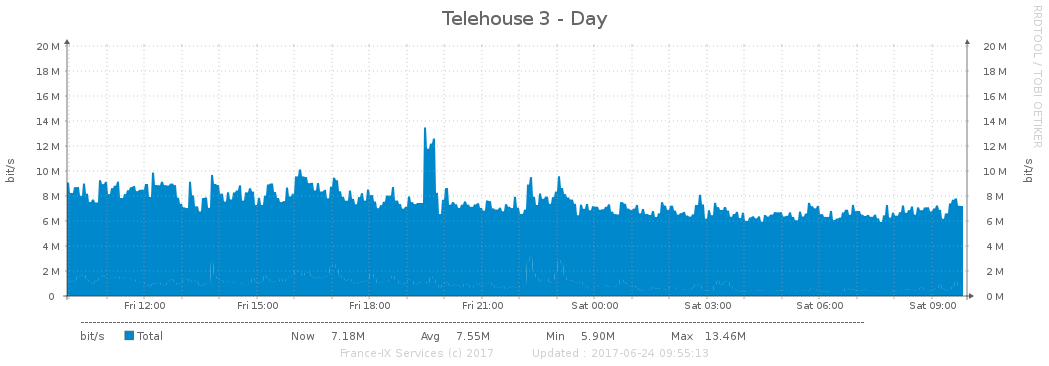 Telehouse 3 - Day
RRDTOOL / TOBI OETIKER
bit/s
bit/s
20 M 20 M
18 M 18 M
16 M 16 M
14 M 14 M
12 M 12 M
10 M 10 M
8 M 8 M
6 M 6 M
4 M 4 M
2 M 2 M
0 0 M
Fri 12:00 Fri 15:00 Fri 18:00 Fri 21:00 Sat 00:00 Sat 03:00 Sat 06:00 Sat 09:00
bit/s Total Now 7.18M Avg 7.55M Min 5.90M Max 13.46M
France-IX Services (c) 2017 Updated : 2017-06-24 09:55:13